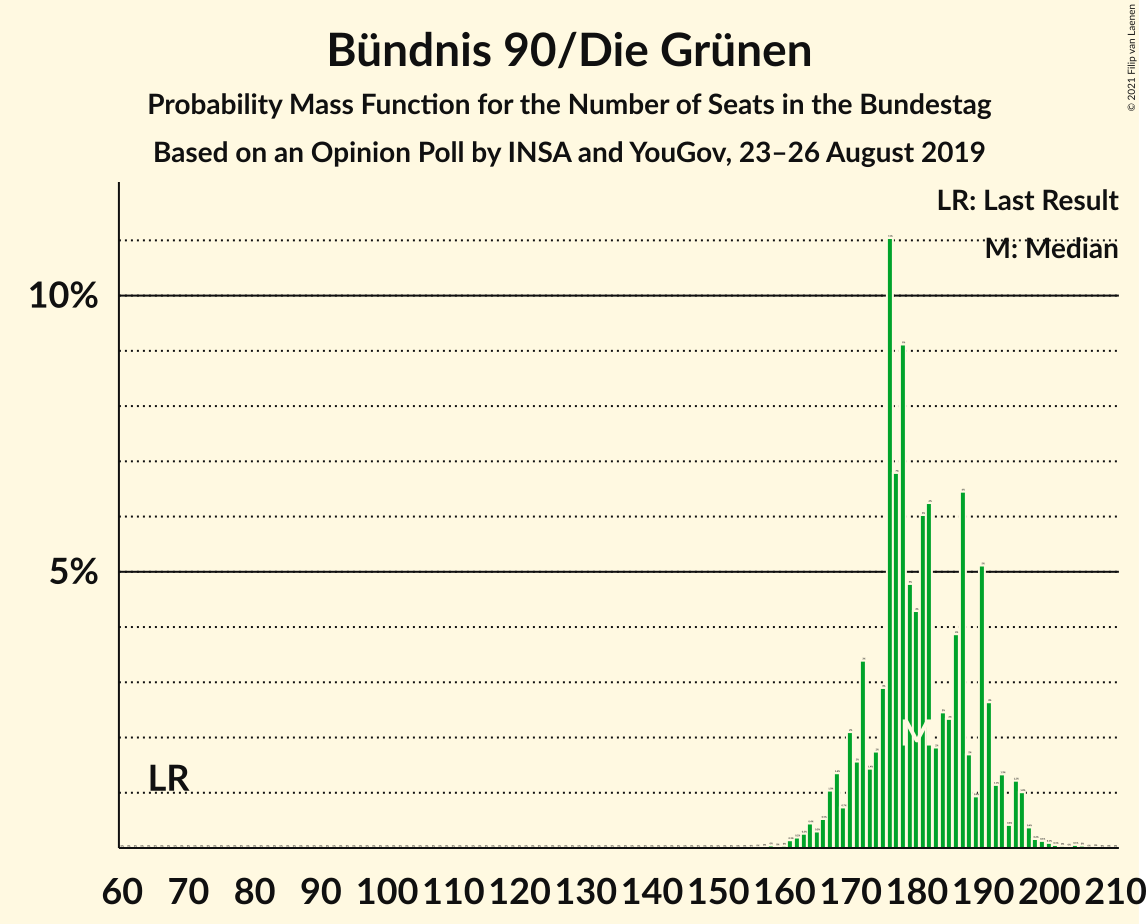 Bündnis 90/Die Grünen
Probability Mass Function for the Number of Seats in the Bundestag
Based on an Opinion Poll by INSA and YouGov, 23–26 August 2019
© 2021 Filip van Laenen
LR: Last Result
M: Median
10%
5%
LR
M
60 70 80 90 100 110 120 130 140 150 160 170 180 190 200 210